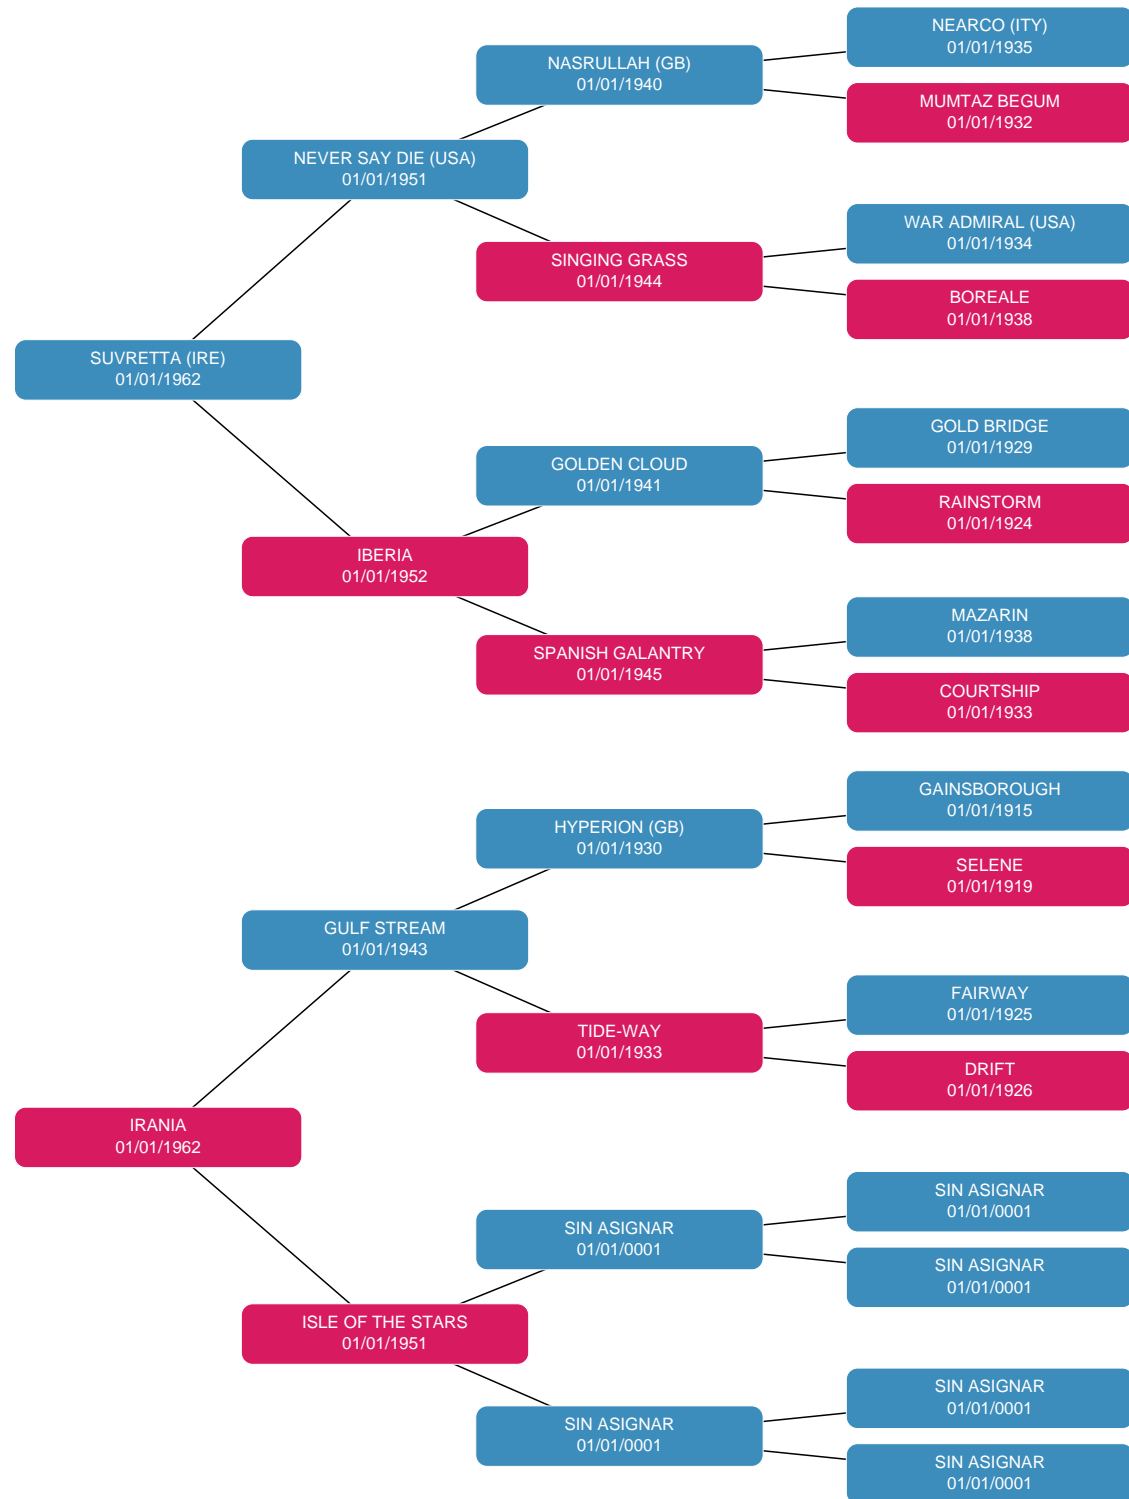 NEARCO (ITY)
01/01/1935
NASRULLAH (GB)
01/01/1940
MUMTAZ BEGUM
01/01/1932
NEVER SAY DIE (USA)
01/01/1951
WAR ADMIRAL (USA)
01/01/1934
SINGING GRASS
01/01/1944
BOREALE
01/01/1938
SUVRETTA (IRE)
01/01/1962
GOLD BRIDGE
01/01/1929
GOLDEN CLOUD
01/01/1941
RAINSTORM
01/01/1924
IBERIA
01/01/1952
MAZARIN
01/01/1938
SPANISH GALANTRY
01/01/1945
COURTSHIP
01/01/1933
GAINSBOROUGH
01/01/1915
HYPERION (GB)
01/01/1930
SELENE
01/01/1919
GULF STREAM
01/01/1943
FAIRWAY
01/01/1925
TIDE-WAY
01/01/1933
DRIFT
01/01/1926
IRANIA
01/01/1962
SIN ASIGNAR
01/01/0001
SIN ASIGNAR
01/01/0001
SIN ASIGNAR
01/01/0001
ISLE OF THE STARS
01/01/1951
SIN ASIGNAR
01/01/0001
SIN ASIGNAR
01/01/0001
SIN ASIGNAR
01/01/0001